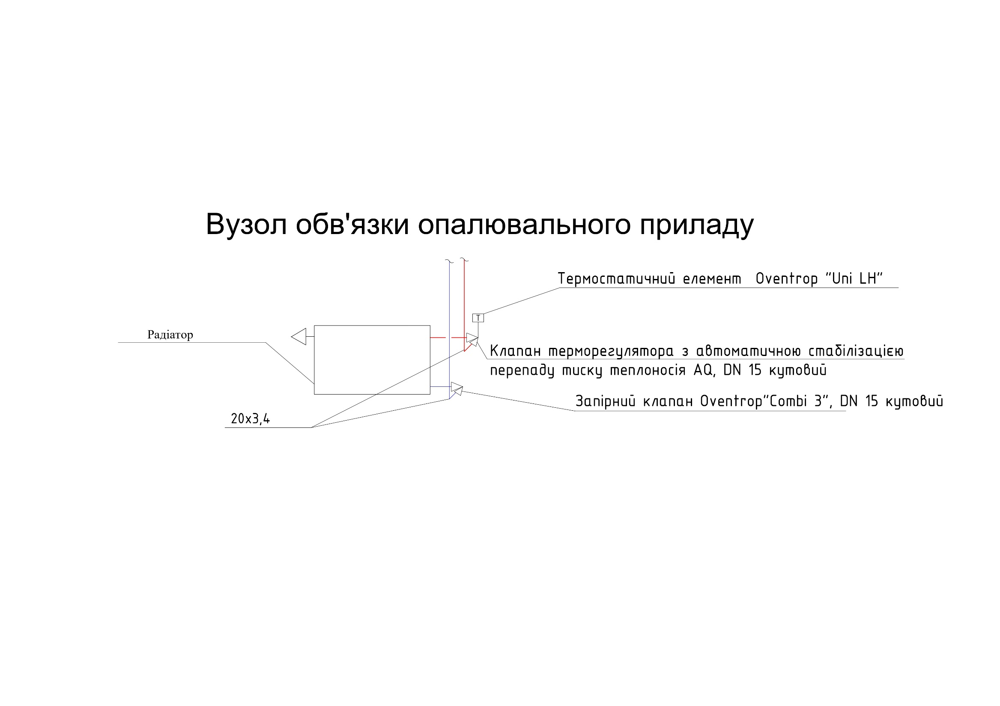 Вузол обв'язки опалювального приладу
Термостатичний елемент Oventrop "Uni LH"
T
Радіатор
Клапан терморегулятора з автоматичною стабілізацією
перепаду тиску теплоносія AQ, DN 15 кутовий
Запірний клапан Oventrop"Combi 3", DN 15 кутовий
20x3,4